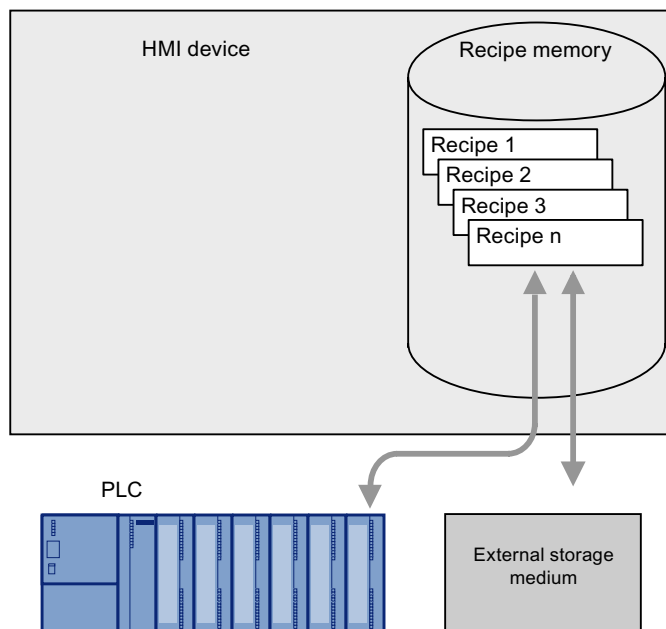 HMI device
Recipe memory
Recipe 1
Recipe 2
Recipe 3
Recipe n
PLC
External storage
medium